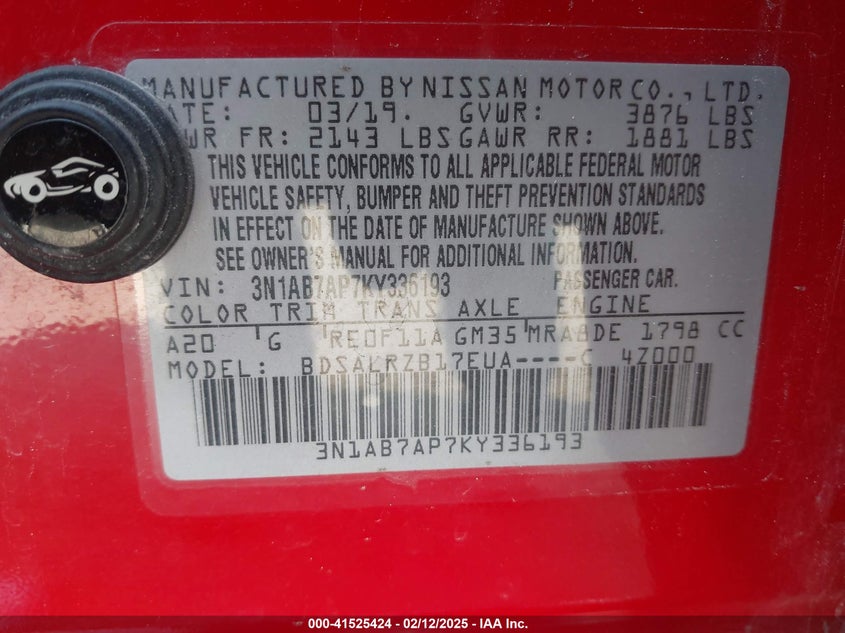 MANUFACTURED BY NISSAN MOTOR CO., LTD.
DATE: 03/19. GVWR: 3876 LBS
GAWR FR: 2143 LBS GAWR RR: 1881 LBS
THIS VEHICLE CONFORMS TO ALL APPLICABLE FEDERAL MOTOR
VEHICLE SAFETY, BUMPER AND THEFT PREVENTION STANDARDS
IN EFFECT ON THE DATE OF MANUFACTURE SHOWN ABOVE.
SEE OWNER'S MANUAL FOR ADDITIONAL INFORMATION.
VIN: 3N1AB7AP7KY336193 PASSENGER CAR.
COLOR TRIM TRANS AXLE ENGINE
A20 G RE0F11A GM35 MRA8DE 1798 CC
MODEL: BDSALRZB17EUA----C 4Z000
3N1AB7AP7KY336193
000-41525424 - 02/12/2025 - IAA Inc.